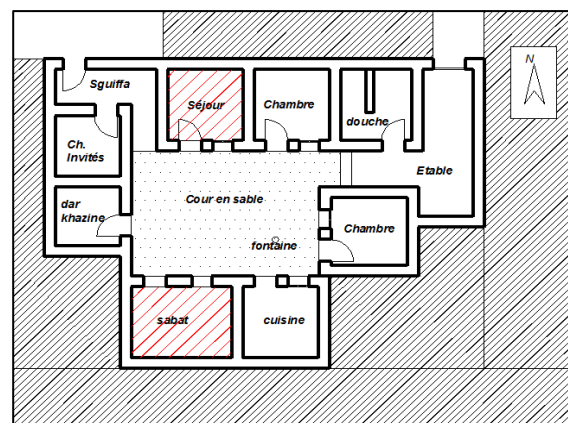 N
Sguiffa
Séjour
Chambre
douche
Ch.
Invités
Etable
dar
khazine
Cour en sable
Chambre
fontaine
sabat
cuisine